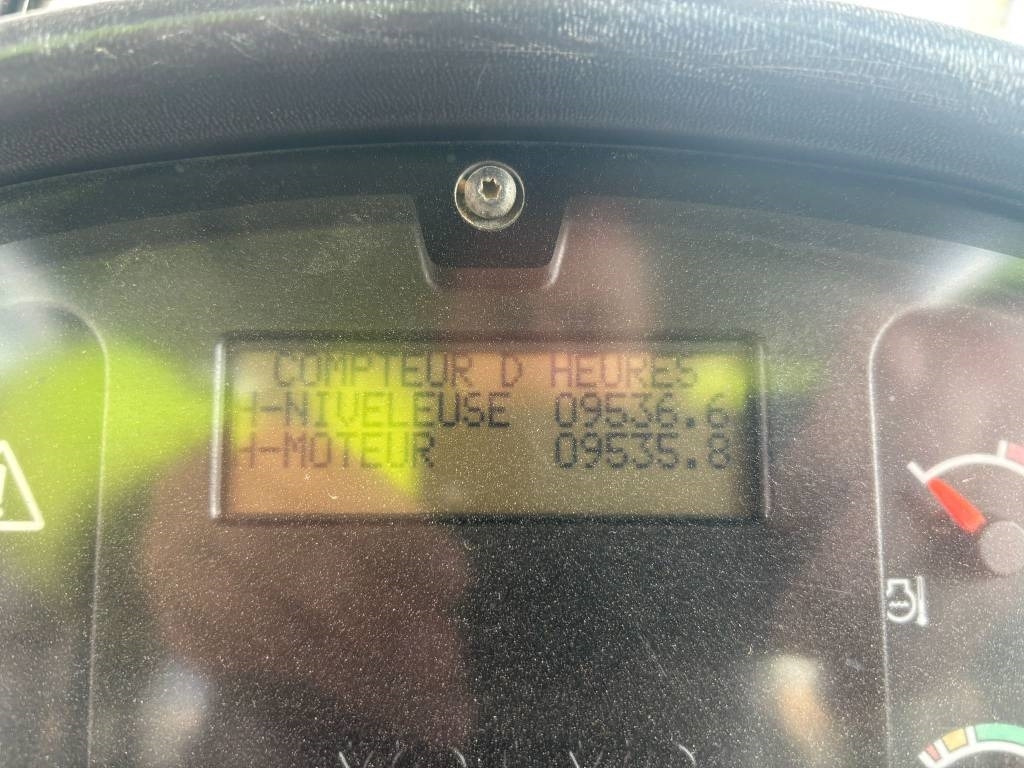 COMPTEUR D HEURES
H-NIVELEUSE 09536.6
H-MOTEUR 09535.8